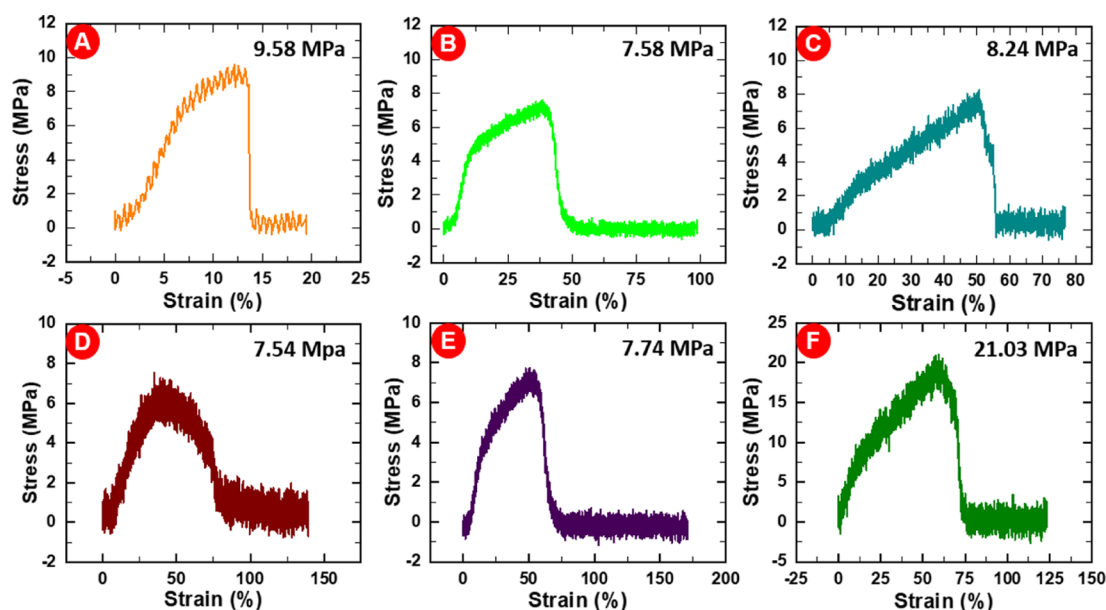 A
9.58 MPa
Stress (MPa)
12
10
8
6
4
2
0
-2
-5 0 5 10 15 20 25
Strain (%)
B
7.58 MPa
Stress (MPa)
12
10
8
6
4
2
0
-2
0 25 50 75 100
Strain (%)
C
8.24 MPa
Stress (MPa)
12
10
8
6
4
2
0
-2
0 10 20 30 40 50 60 70 80
Strain (%)
D
7.54 Mpa
Stress (MPa)
10
8
6
4
2
0
-2
0 50 100 150
Strain (%)
E
7.74 MPa
Stress (MPa)
10
8
6
4
2
0
-2
0 50 100 150 200
Strain (%)
F
21.03 MPa
Stress (MPa)
25
20
15
10
5
0
-5
-25 0 25 50 75 100 125
Strain (%)